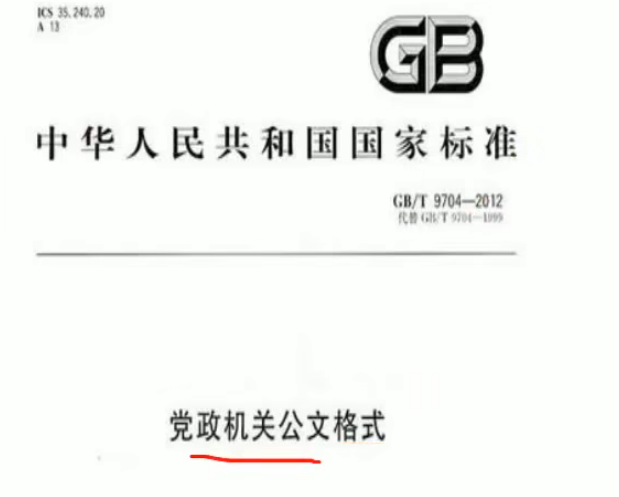 ICS 35.240.20
A 13
GB
中华人民共和国国家标准
GB/T 9704—2012
代替 GB/T 9704—1999
党政机关公文格式